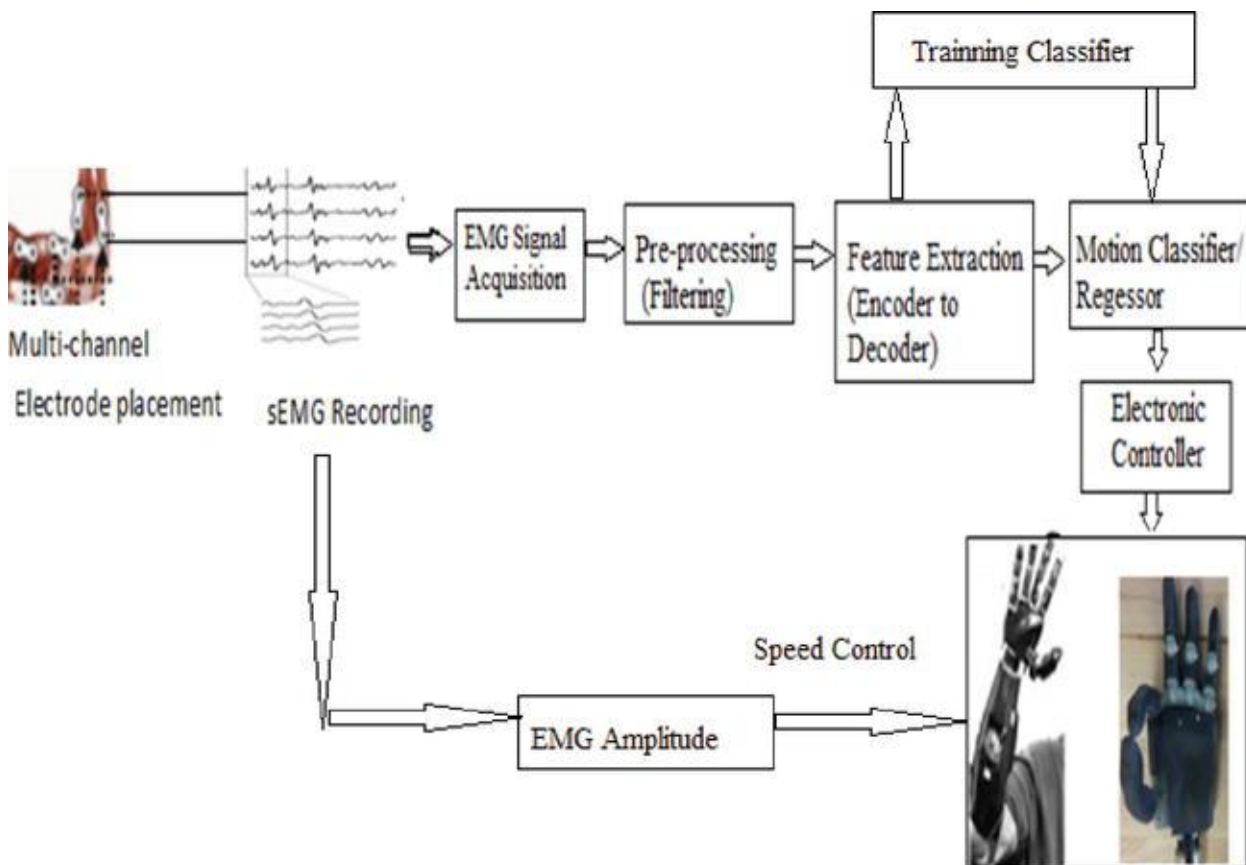 Trainning Classifier
EMG Signal
Acquisition
Pre-processing
(Filtering)
Feature Extraction
(Encoder to
Decoder)
Motion Classifier/
Regessor
Multi-channel
Electrode placement
sEMG Recording
Electronic
Controller
Speed Control
EMG Amplitude